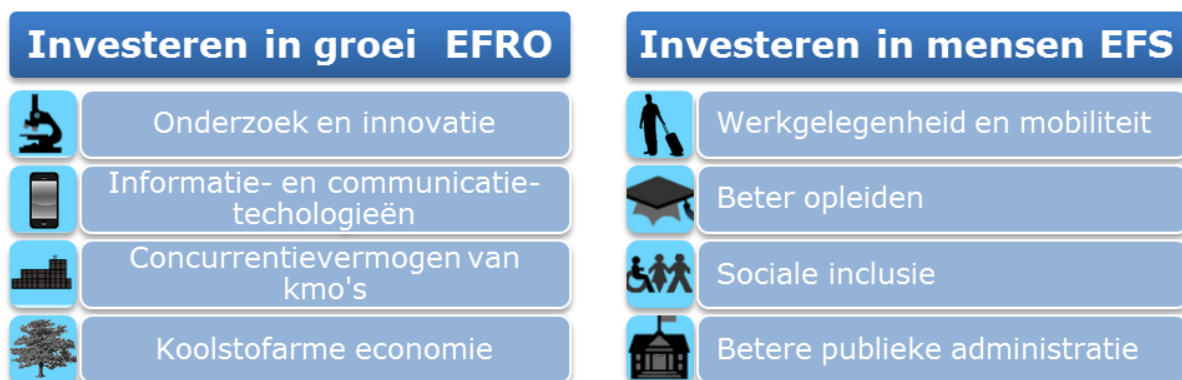 Investeren in groei EFRO
Onderzoek en innovatie
Informatie- en communicatie-
techologieën
Concurrentievermogen van
kmo's
Koolstofarme economie
Investeren in mensen EFS
Werkgelegenheid en mobiliteit
Beter opleiden
Sociale inclusie
Betere publieke administratie